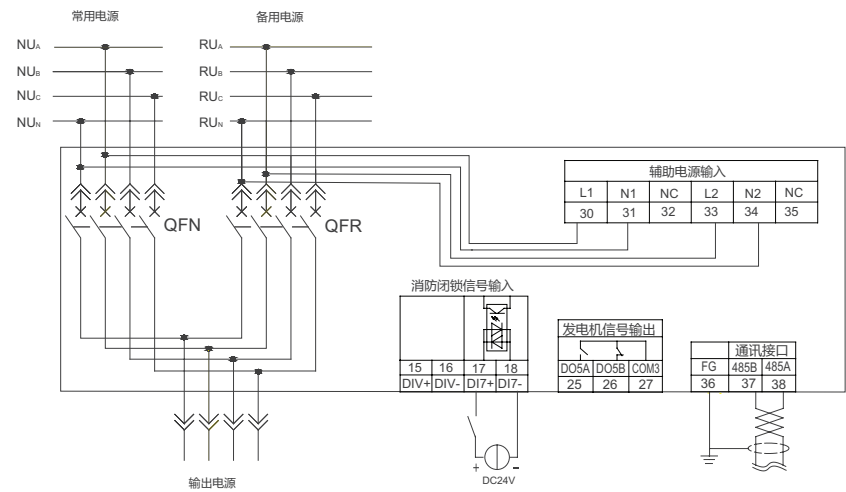 常用电源
备用电源
NUA
RUA
NUB
RUB
NUC
RUC
NUN
RUN
辅助电源输入
L1 N1 NC L2 N2 NC
30 31 32 33 34 35
QFN
QFR
消防闭锁信号输入
发电机信号输出
通讯接口
15 16 17 18
DIV+ DIV- DI7+ DI7-
DO5A DO5B COM3
25 26 27
FG 485B 485A
36 37 38
+ -
DC24V
输出电源